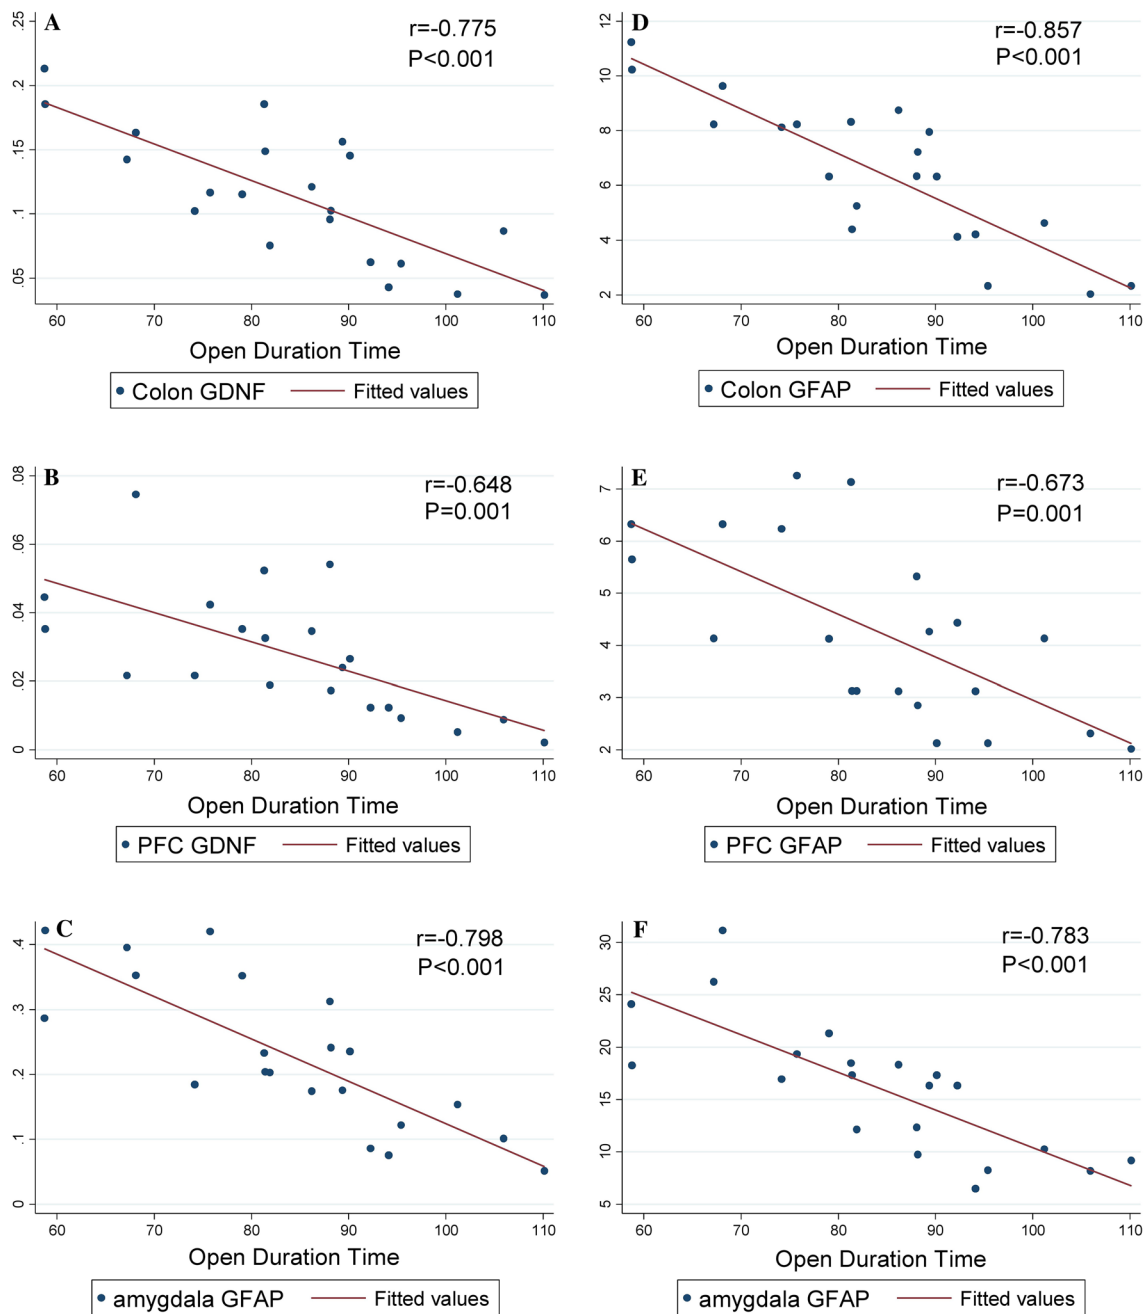 A
r=-0.775
P<0.001
.25
.2
.15
.1
.05
60 70 80 90 100 110
Open Duration Time
Colon GDNF Fitted values
D
r=-0.857
P<0.001
12
10
8
6
4
2
60 70 80 90 100 110
Open Duration Time
Colon GFAP Fitted values
B
r=-0.648
P=0.001
.08
.06
.04
.02
0
60 70 80 90 100 110
Open Duration Time
PFC GDNF Fitted values
E
r=-0.673
P=0.001
7
6
5
4
3
2
60 70 80 90 100 110
Open Duration Time
PFC GFAP Fitted values
C
r=-0.798
P<0.001
.4
.3
.2
.1
0
60 70 80 90 100 110
Open Duration Time
amygdala GFAP Fitted values
F
r=-0.783
P<0.001
30
25
20
15
10
5
60 70 80 90 100 110
Open Duration Time
amygdala GFAP Fitted values